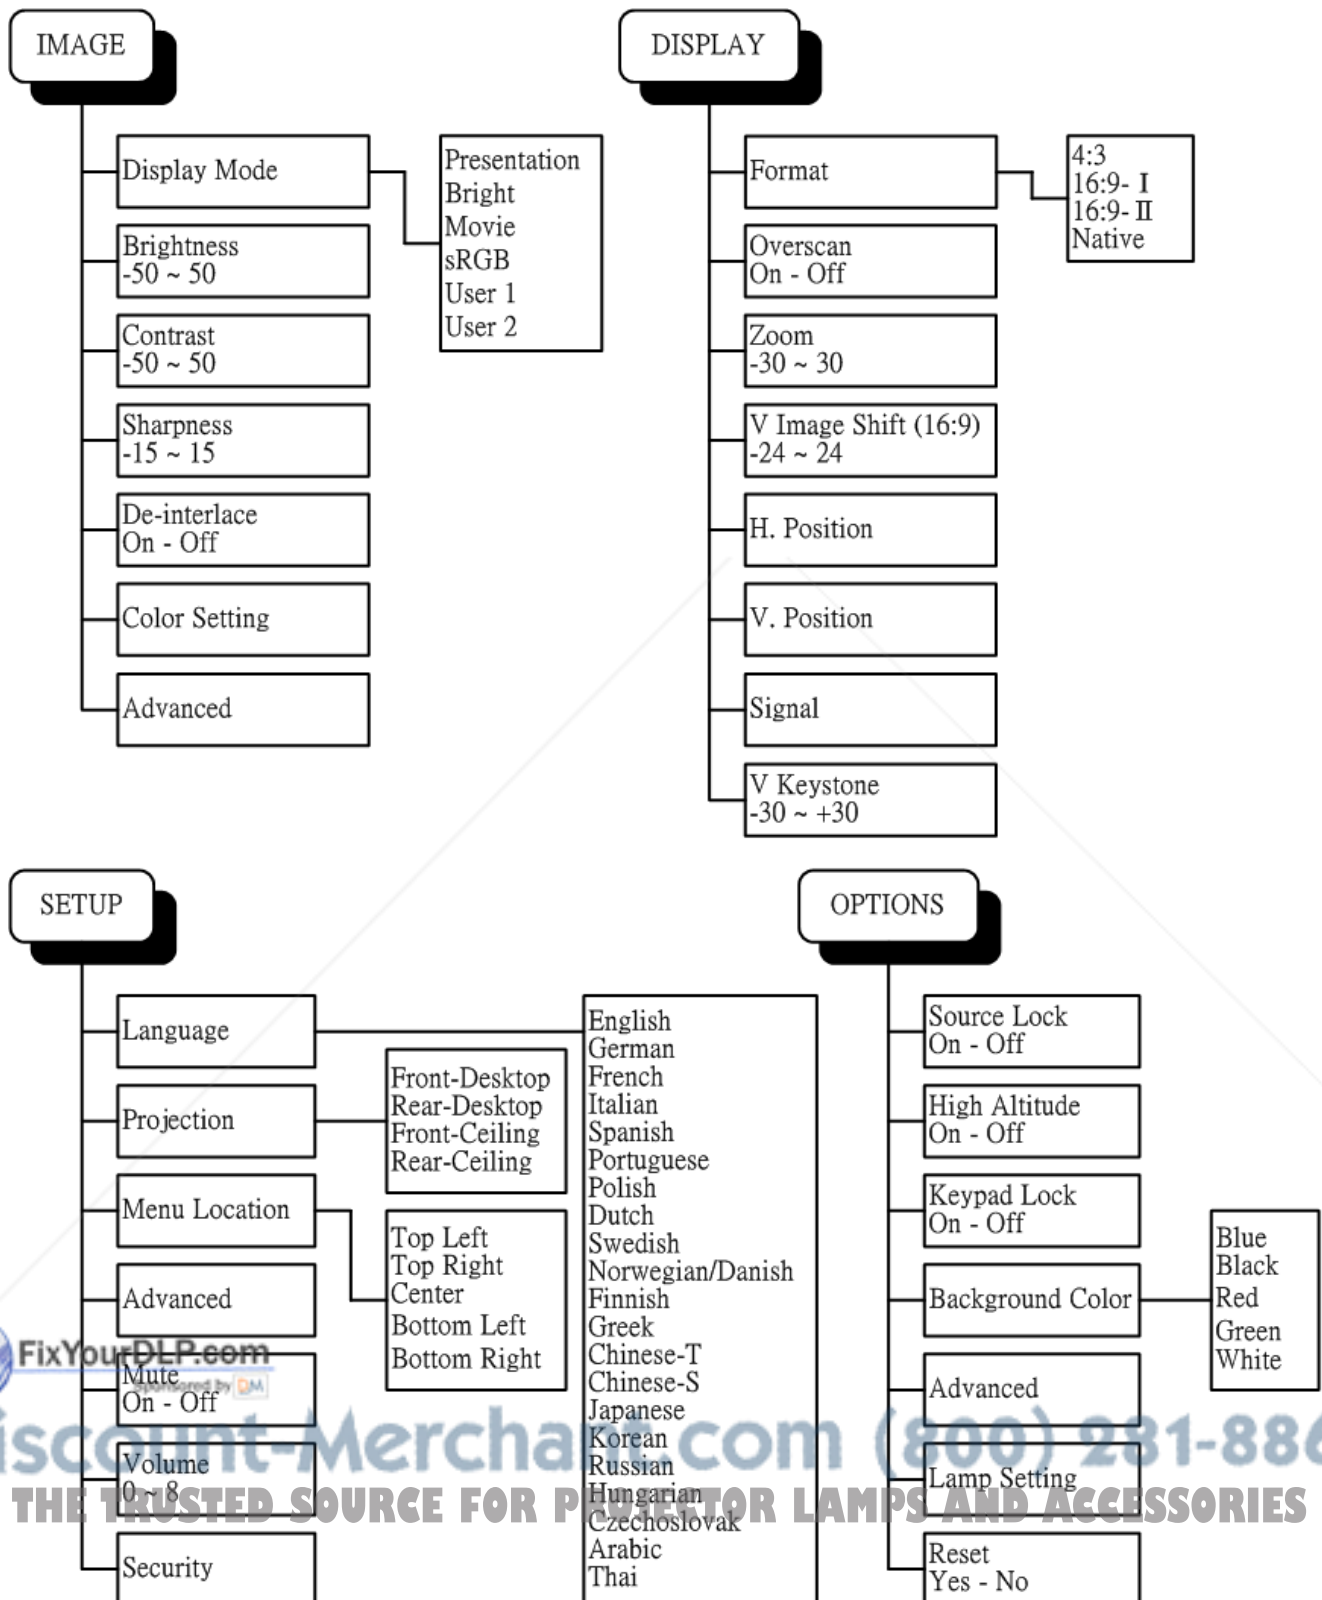 IMAGE
Display Mode
Presentation
Bright
Movie
sRGB
User 1
User 2
Brightness
-50 ~ 50
Contrast
-50 ~ 50
Sharpness
-15 ~ 15
De-interlace
On - Off
Color Setting
Advanced
DISPLAY
Format
4:3
16:9- I
16:9- II
Native
Overscan
On - Off
Zoom
-30 ~ 30
V Image Shift (16:9)
-24 ~ 24
H. Position
V. Position
Signal
V Keystone
-30 ~ +30
SETUP
Language
English
German
French
Italian
Spanish
Portuguese
Polish
Dutch
Swedish
Norwegian/Danish
Finnish
Greek
Chinese-T
Chinese-S
Japanese
Korean
Russian
Hungarian
Czechoslovak
Arabic
Thai
Projection
Front-Desktop
Rear-Desktop
Front-Ceiling
Rear-Ceiling
Menu Location
Top Left
Top Right
Center
Bottom Left
Bottom Right
Advanced
Mute
On - Off
Volume
0 ~ 8
Security
OPTIONS
Source Lock
On - Off
High Altitude
On - Off
Keypad Lock
On - Off
Background Color
Blue
Black
Red
Green
White
Advanced
Lamp Setting
Reset
Yes - No
FixYourDLP.com
Sponsored by DM
iscount-Merchant.com (800) 281-886
THE TRUSTED SOURCE FOR PROJECTOR LAMPS AND ACCESSORIES